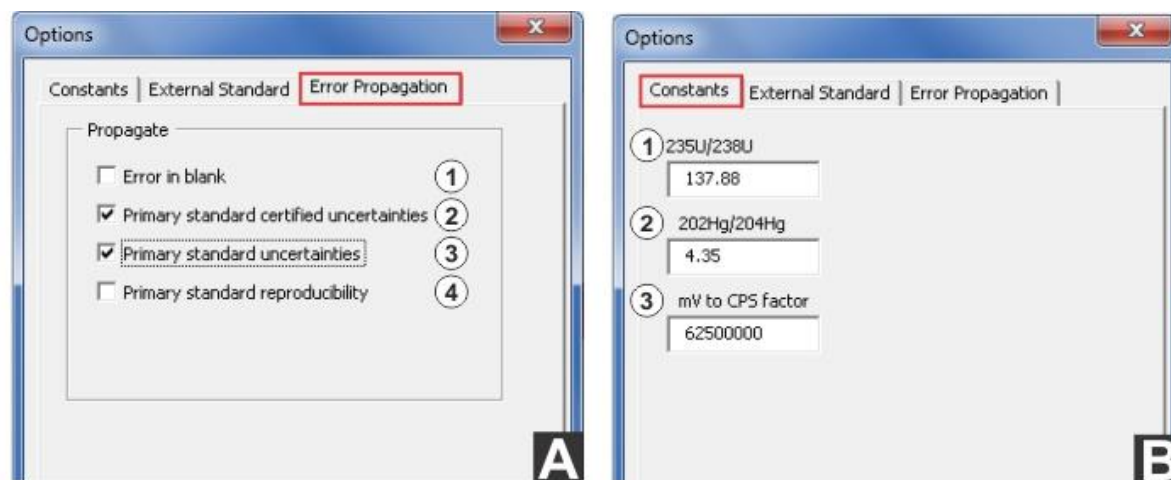 Options
Constants External Standard Error Propagation
Propagate
Error in blank 1
Primary standard certified uncertainties 2
Primary standard uncertainties 3
Primary standard reproducibility 4
A
Options
Constants External Standard Error Propagation
1 235U/238U
137.88
2 202Hg/204Hg
4.35
3 mV to CPS factor
62500000
B